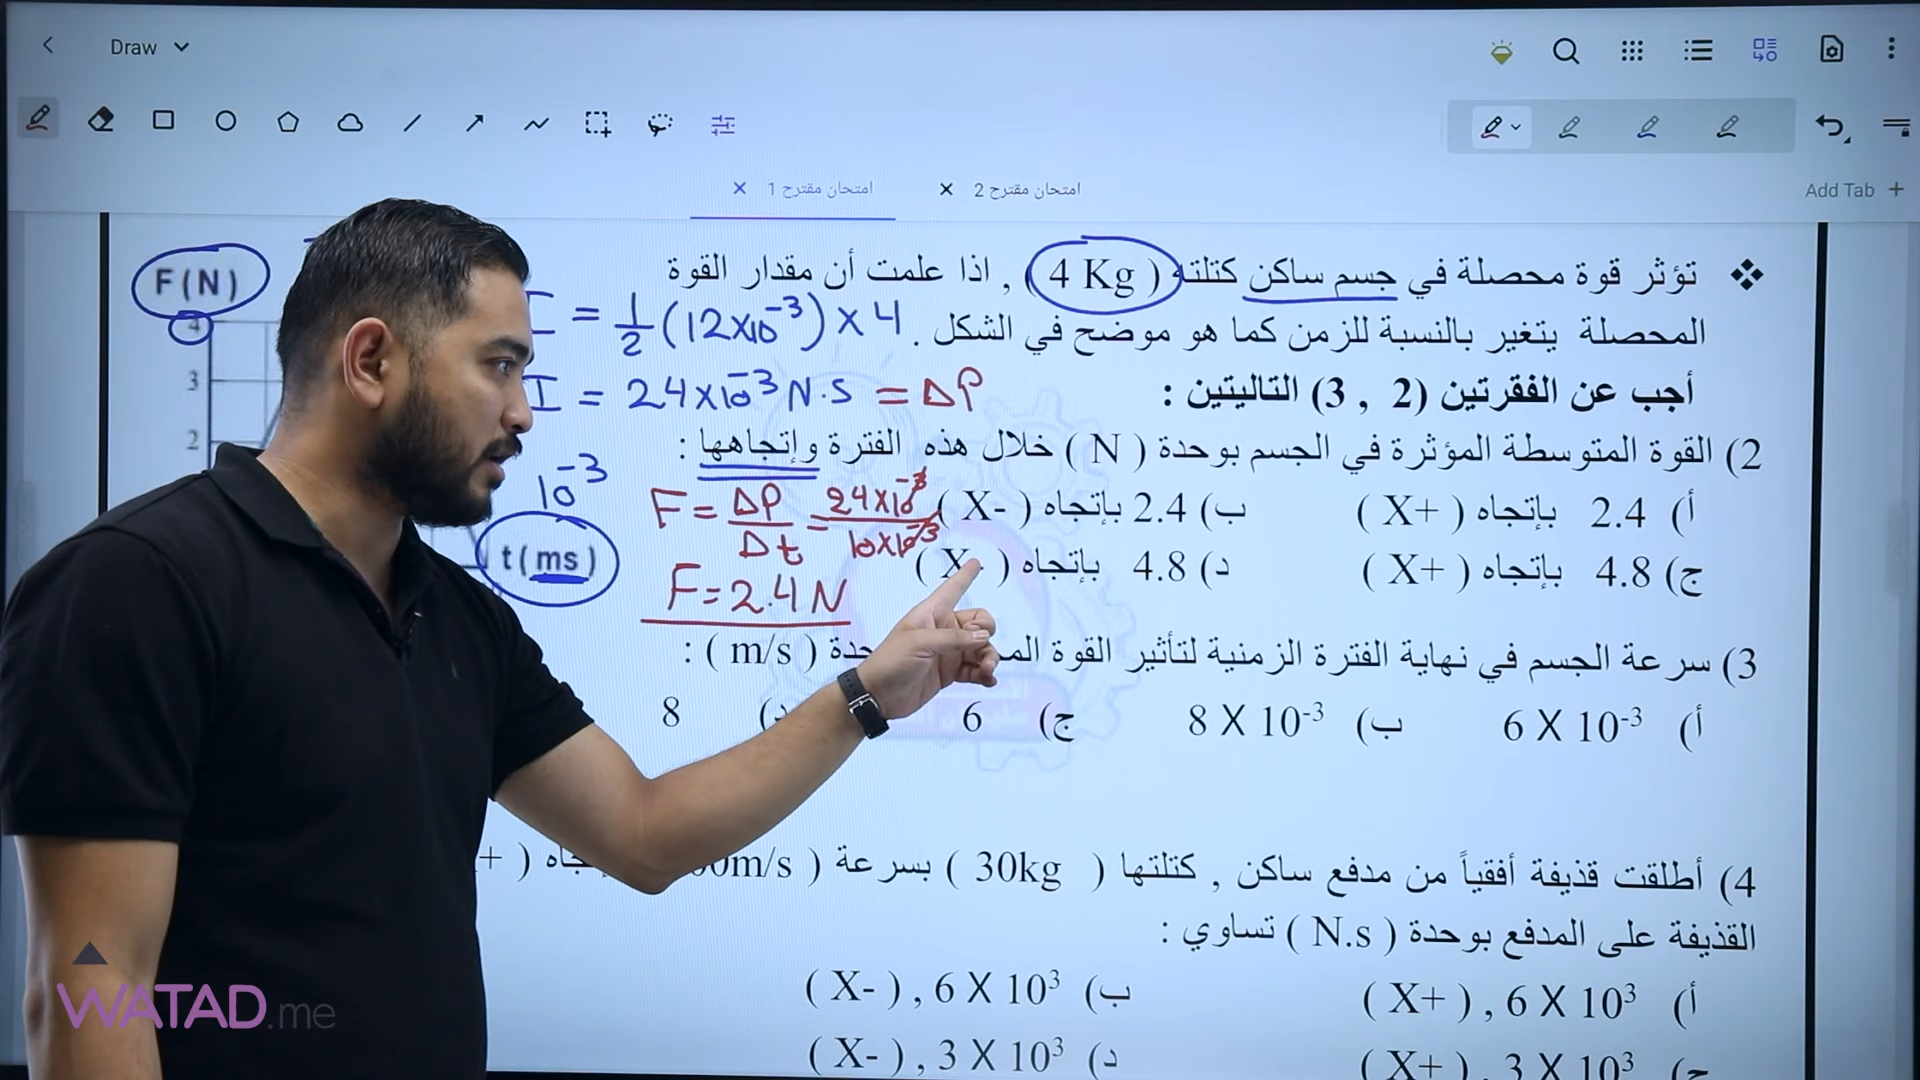 Draw
امتحان مقترح 1
امتحان مقترح 2
Add Tab +
تؤثر قوة محصلة في جسم ساكن كتلته ( 4 Kg ) , اذا علمت أن مقدار القوة
المحصلة يتغير بالنسبة للزمن كما هو موضح في الشكل .
أجب عن الفقرتين (2 , 3) التاليتين :
F (N)
4
3
2
t ( ms )
10⁻³
I = 1/2 (12x10⁻³) x 4
I = 24x10⁻³ N.S = ΔP
2) القوة المتوسطة المؤثرة في الجسم بوحدة ( N ) خلال هذه الفترة وإتجاهها :
F = ΔP/Δt = 24x10⁻³/10x10⁻³
F = 2.4 N
أ) 2.4 بإتجاه ( X+ )
ب) 2.4 بإتجاه ( X- )
ج) 4.8 بإتجاه ( X+ )
د) 4.8 بإتجاه ( X- )
3) سرعة الجسم في نهاية الفترة الزمنية لتأثير القوة ( m/s ) :
أ) 6 X 10⁻³
ب) 8 X 10⁻³
ج) 6
د) 8
4) أطلقت قذيفة أفقياً من مدفع ساكن , كتلتها ( 30kg ) بسرعة ( m/s
القذيفة على المدفع بوحدة ( N.s ) تساوي :
أ) 6 X 10³ , ( X+ )
ب) 6 X 10³ , ( X- )
ج) 3 X 10³ , ( X+ )
د) 3 X 10³ , ( X- )
WATAD.me